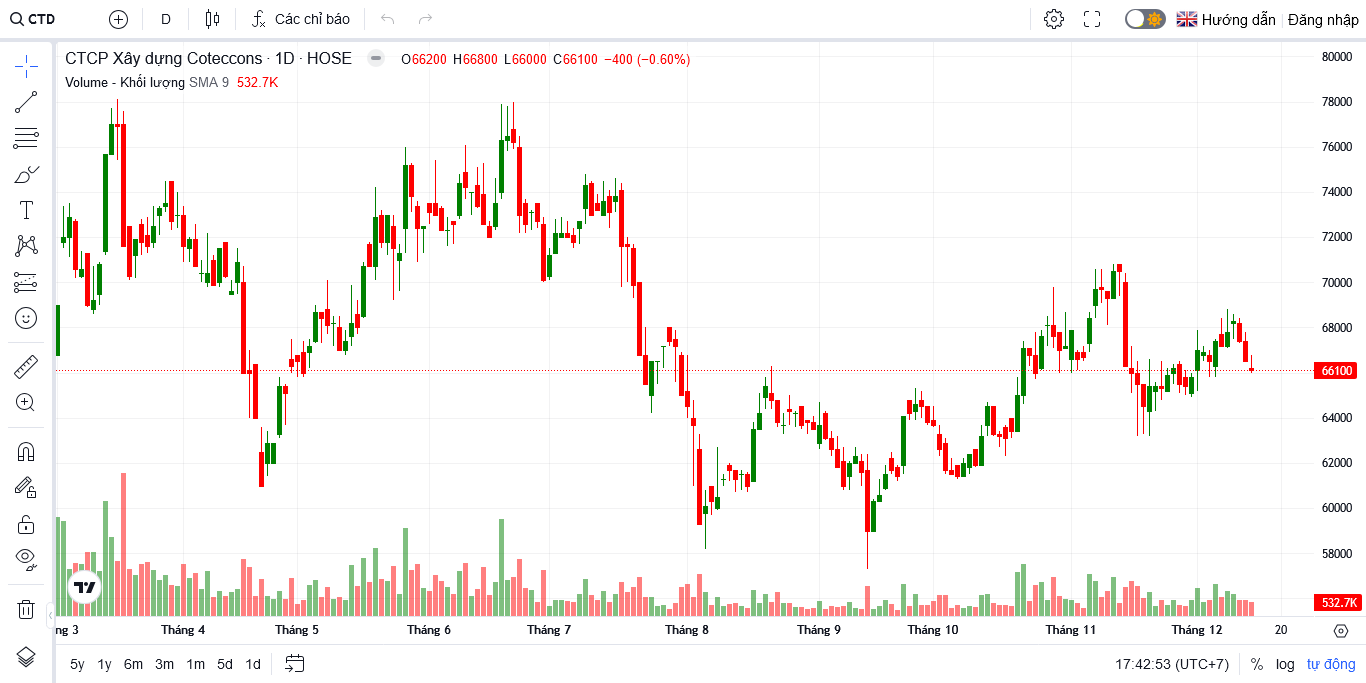 CTD D Các chỉ báo Hướng dẫn Đăng nhập
CTCP Xây dựng Coteccons · 1D · HOSE O66200 H66800 L66000 C66100 −400 (−0.60%)
Volume - Khối lượng SMA 9 532.7K
80000
78000
76000
74000
72000
70000
68000
66100
64000
62000
60000
58000
532.7K
ng 3 Tháng 4 Tháng 5 Tháng 6 Tháng 7 Tháng 8 Tháng 9 Tháng 10 Tháng 11 Tháng 12 20
5y 1y 6m 3m 1m 5d 1d 17:42:53 (UTC+7) % log tự động